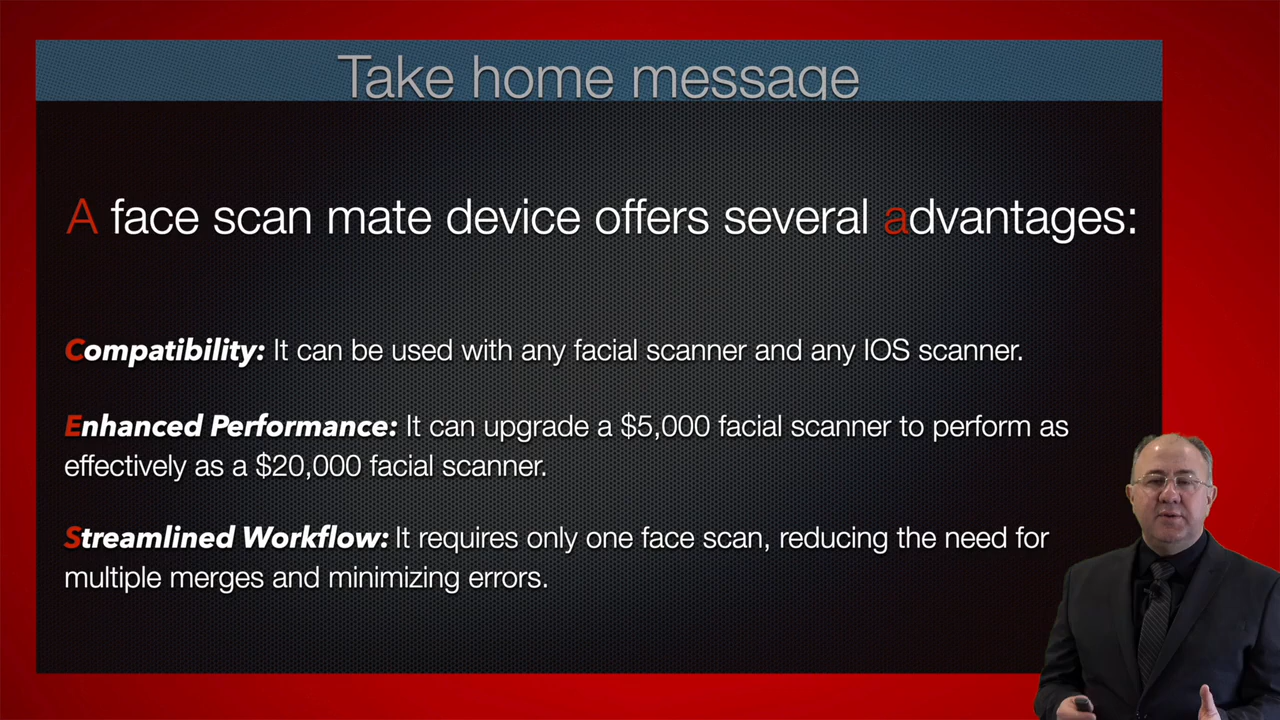 Take home message
A face scan mate device offers several advantages:
Compatibility: It can be used with any facial scanner and any IOS scanner.
Enhanced Performance: It can upgrade a $5,000 facial scanner to perform as
effectively as a $20,000 facial scanner.
Streamlined Workflow: It requires only one face scan, reducing the need for
multiple merges and minimizing errors.